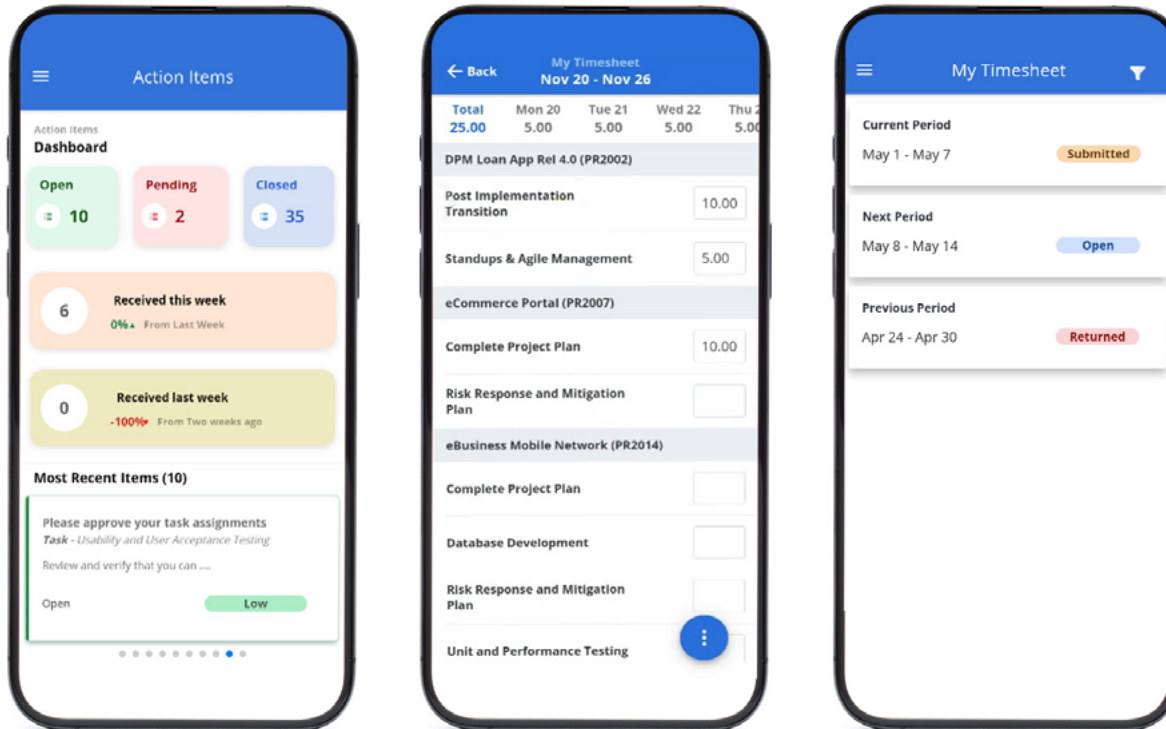 Action Items
Action Items
Dashboard
Open
10
Pending
2
Closed
35
6
Received this week
0% From Last Week
0
Received last week
-100% From Two weeks ago
Most Recent Items (10)
Please approve your task assignments
Task - Usability and User Acceptance Testing
Review and verify that you can ....
Open
Low
Back
My Timesheet
Nov 20 - Nov 26
Total Mon 20 Tue 21 Wed 22 Thu 2
25.00 5.00 5.00 5.00 5.00
DPM Loan App Rel 4.0 (PR2002)
Post Implementation
Transition
10.00
Standups & Agile Management
5.00
eCommerce Portal (PR2007)
Complete Project Plan
10.00
Risk Response and Mitigation
Plan
eBusiness Mobile Network (PR2014)
Complete Project Plan
Database Development
Risk Response and Mitigation
Plan
Unit and Performance Testing
My Timesheet
Current Period
May 1 - May 7
Submitted
Next Period
May 8 - May 14
Open
Previous Period
Apr 24 - Apr 30
Returned